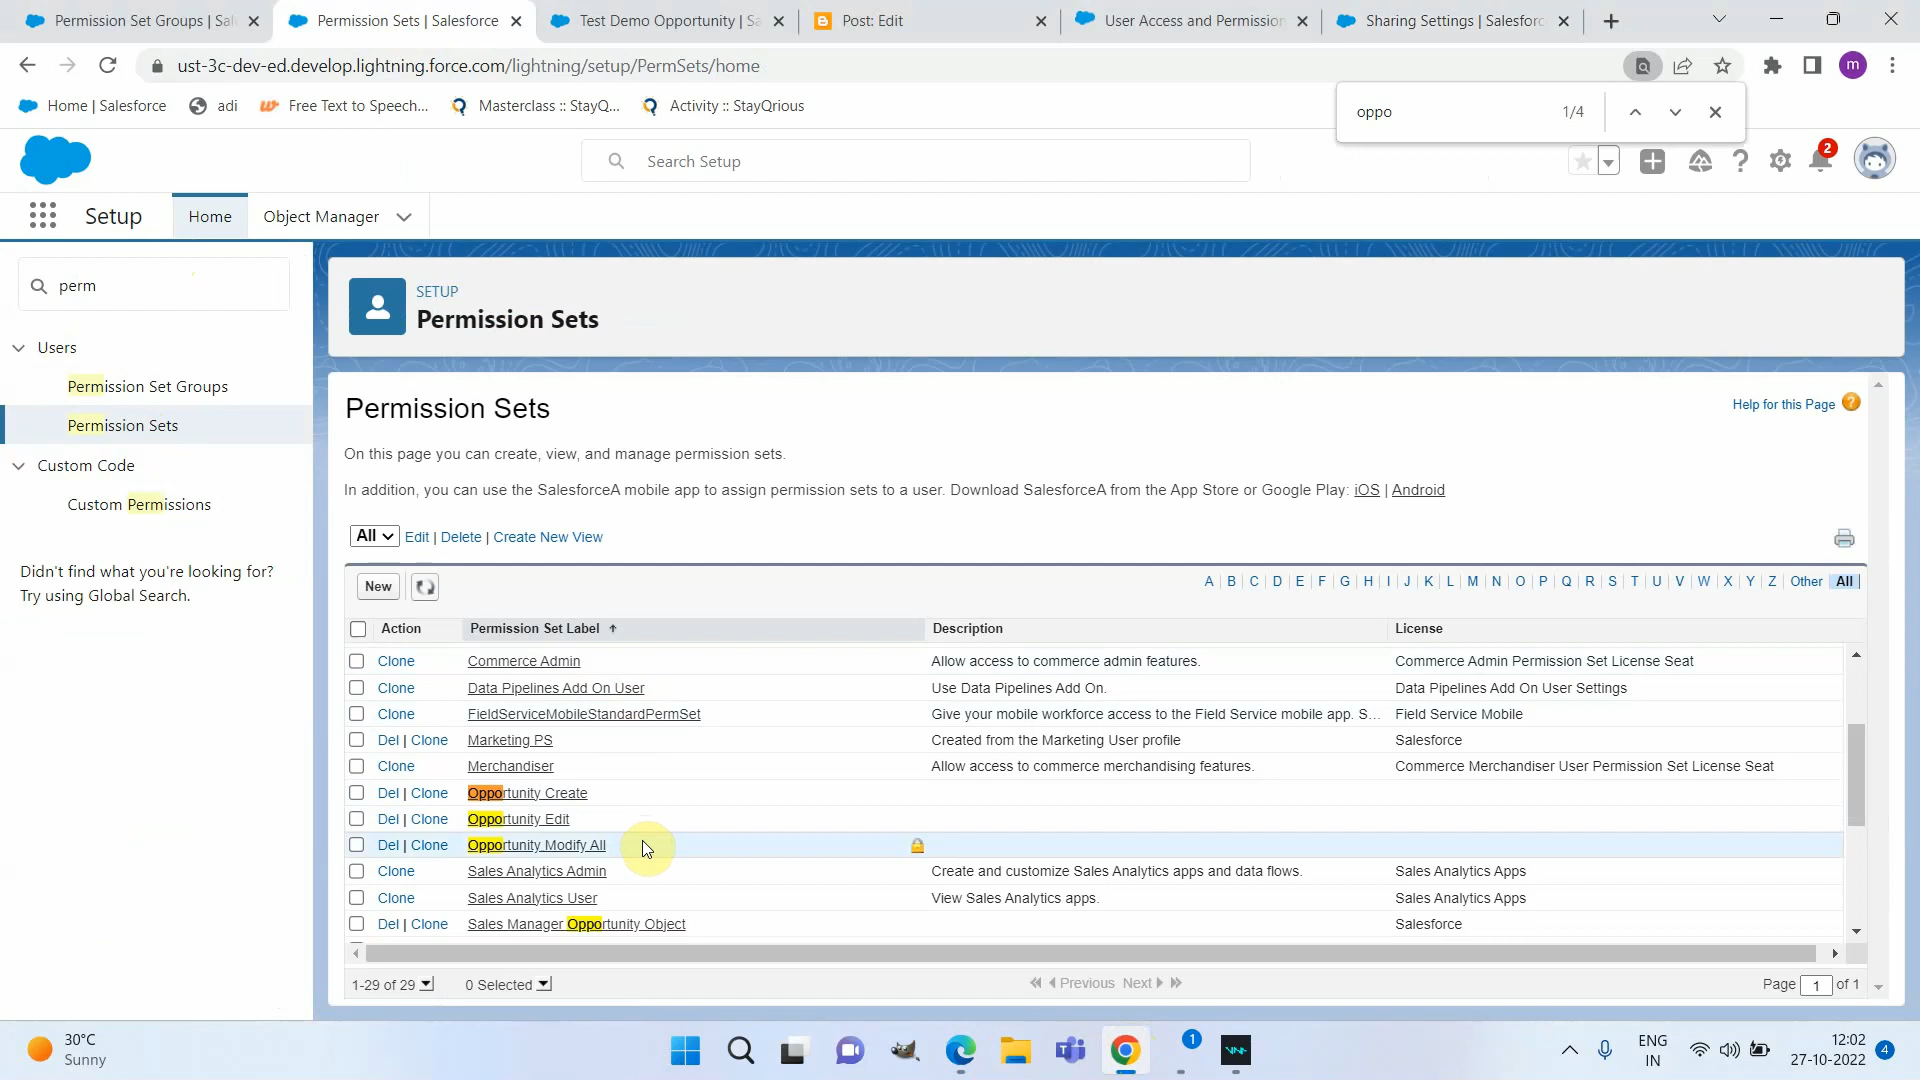 Permission Set Groups | Sal
Permission Sets | Salesforce
Test Demo Opportunity | Sa
Post: Edit
User Access and Permission
Sharing Settings | Salesforc
ust-3c-dev-ed.develop.lightning.force.com/lightning/setup/PermSets/home
m
Home | Salesforce
adi
Free Text to Speech...
Masterclass :: StayQ...
Activity :: StayQrious
oppo
1/4
Search Setup
2
Setup
Home
Object Manager
perm
Users
Permission Set Groups
Permission Sets
Custom Code
Custom Permissions
Didn't find what you're looking for?
Try using Global Search.
SETUP
Permission Sets
Permission Sets
Help for this Page
On this page you can create, view, and manage permission sets.
In addition, you can use the SalesforceA mobile app to assign permission sets to a user. Download SalesforceA from the App Store or Google Play: iOS | Android
All Edit | Delete | Create New View
New
A | B | C | D | E | F | G | H | I | J | K | L | M | N | O | P | Q | R | S | T | U | V | W | X | Y | Z | Other | All
Action Permission Set Label Description License
Clone Commerce Admin Allow access to commerce admin features. Commerce Admin Permission Set License Seat
Clone Data Pipelines Add On User Use Data Pipelines Add On. Data Pipelines Add On User Settings
Clone FieldServiceMobileStandardPermSet Give your mobile workforce access to the Field Service mobile app. S... Field Service Mobile
Del | Clone Marketing PS Created from the Marketing User profile Salesforce
Clone Merchandiser Allow access to commerce merchandising features. Commerce Merchandiser User Permission Set License Seat
Del | Clone Opportunity Create
Del | Clone Opportunity Edit
Del | Clone Opportunity Modify All
Clone Sales Analytics Admin Create and customize Sales Analytics apps and data flows. Sales Analytics Apps
Clone Sales Analytics User View Sales Analytics apps. Sales Analytics Apps
Del | Clone Sales Manager Opportunity Object Salesforce
1-29 of 29 0 Selected Previous Next Page 1 of 1
30°C
Sunny
1
ENG
IN
12:02
27-10-2022
4